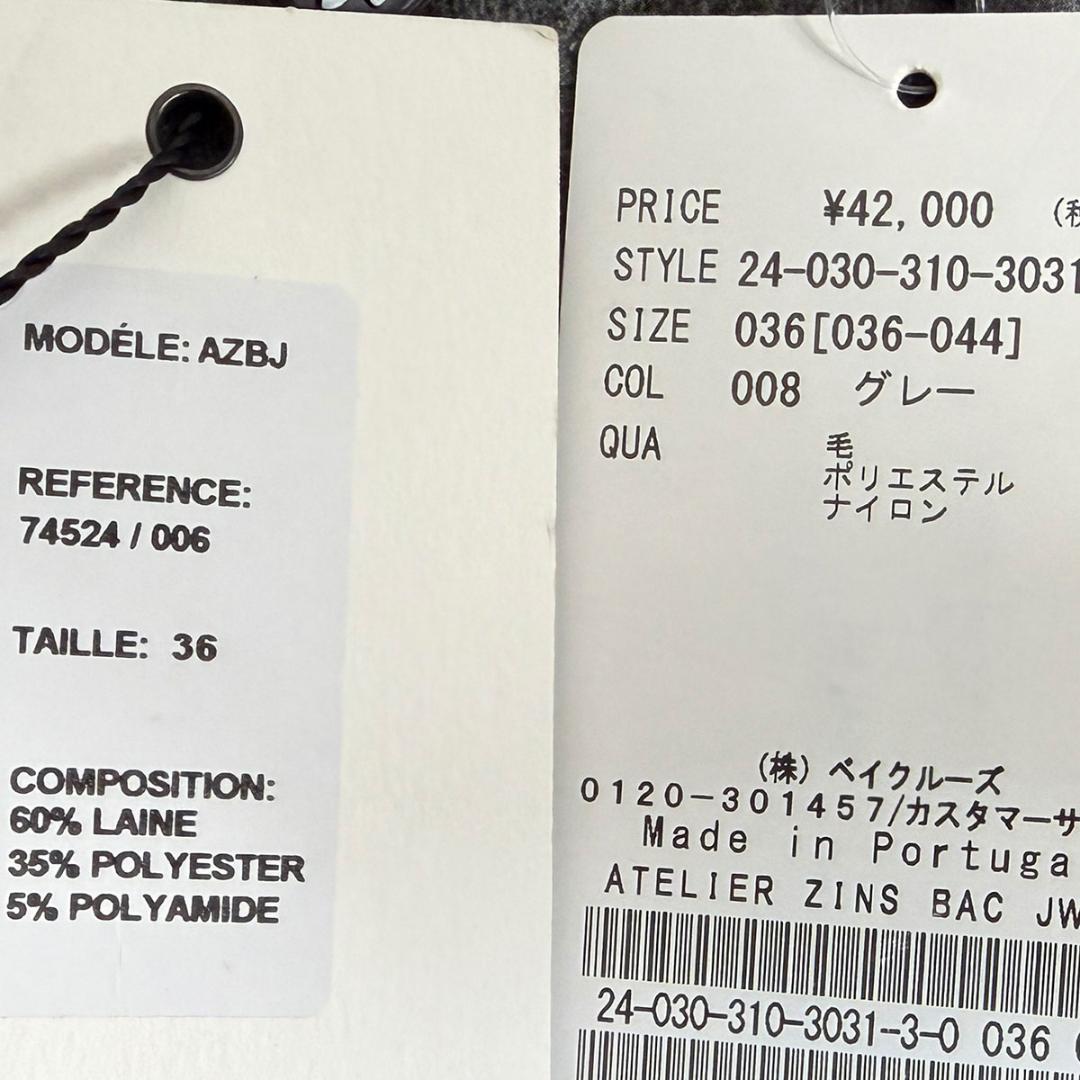 MODÉLE: AZBJ
REFERENCE:
74524 / 006
TAILLE: 36
COMPOSITION:
60% LAINE
35% POLYESTER
5% POLYAMIDE
PRICE ¥42,000
STYLE 24-030-310-3031
SIZE 036[036-044]
COL 008 グレー
QUA 毛
ポリエステル
ナイロン
(株) ベイクルーズ
0120-301457/カスタマーサ
Made in Portuga
ATELIER ZINS BAC JW
24-030-310-3031-3-0 036